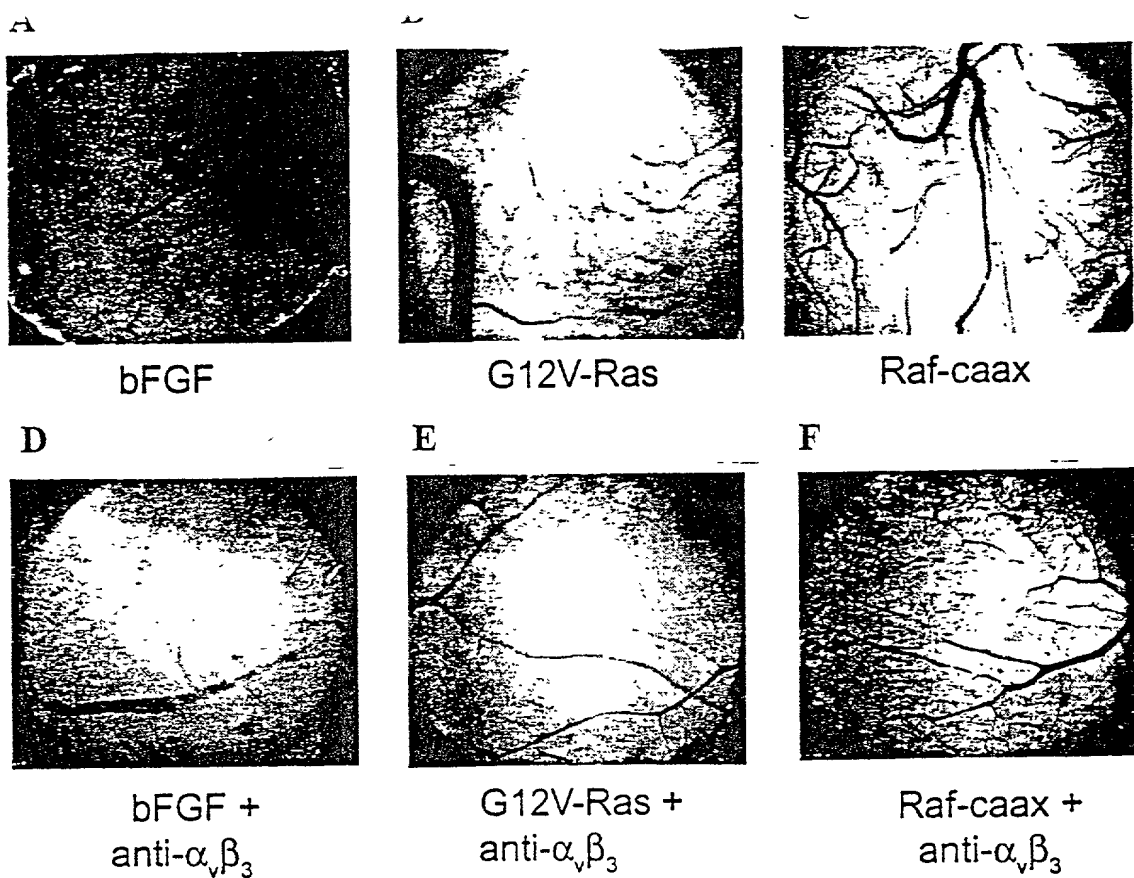 A
bFGF
G12V-Ras
Raf-caax
D
E
F
bFGF +
anti-αᵥβ₃
G12V-Ras +
anti-αᵥβ₃
Raf-caax +
anti-αᵥβ₃